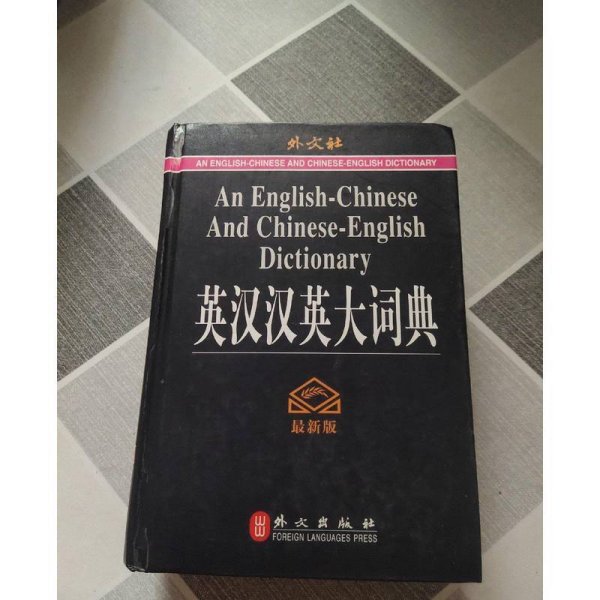 外文社
AN ENGLISH-CHINESE AND CHINESE-ENGLISH DICTIONARY
An English-Chinese
And Chinese-English
Dictionary
英汉汉英大词典
最新版
外文出版社
FOREIGN LANGUAGES PRESS